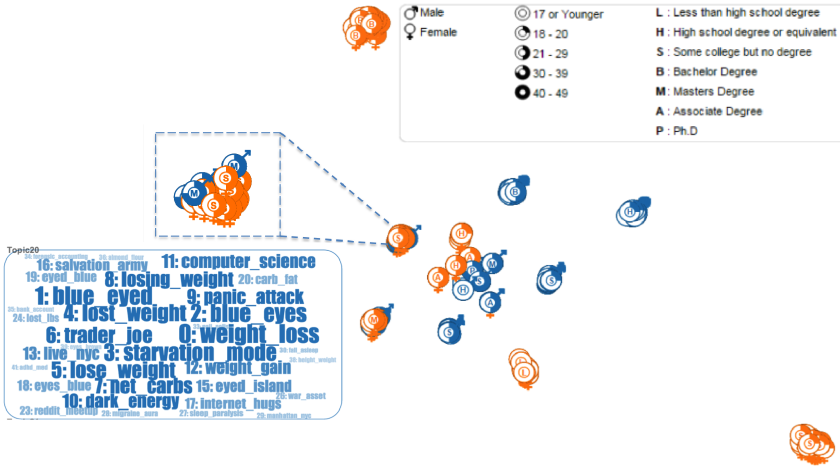 Male
Female
17 or Younger
18 - 20
21 - 29
30 - 39
40 - 49
L : Less than high school degree
H : High school degree or equivalent
S : Some college but no degree
B : Bachelor Degree
M : Masters Degree
A : Associate Degree
P : Ph.D
B
B
M
M
S
S
S
H
A
H
P
M
A
S
H
A
B
H
S
S
M
L
S
Topic20
16: salvation_army 11: computer_science
19: eyed_blue 8: losing_weight 20: carb_fat
1: blue_eyed 9: panic_attack
24: lost_lbs 4: lost_weight 2: blue_eyes
6: trader_joe 0: weight_loss
13: live_nyc 3: starvation_mode
5: lose_weight 12: weight_gain
18: eyes_blue 7: net_carbs 15: eyed_island
10: dark_energy 17: internet_hugs
23: reddit_meetup 28: migraine_aura 27: sleep_paralysis 29: manhattan_nyc